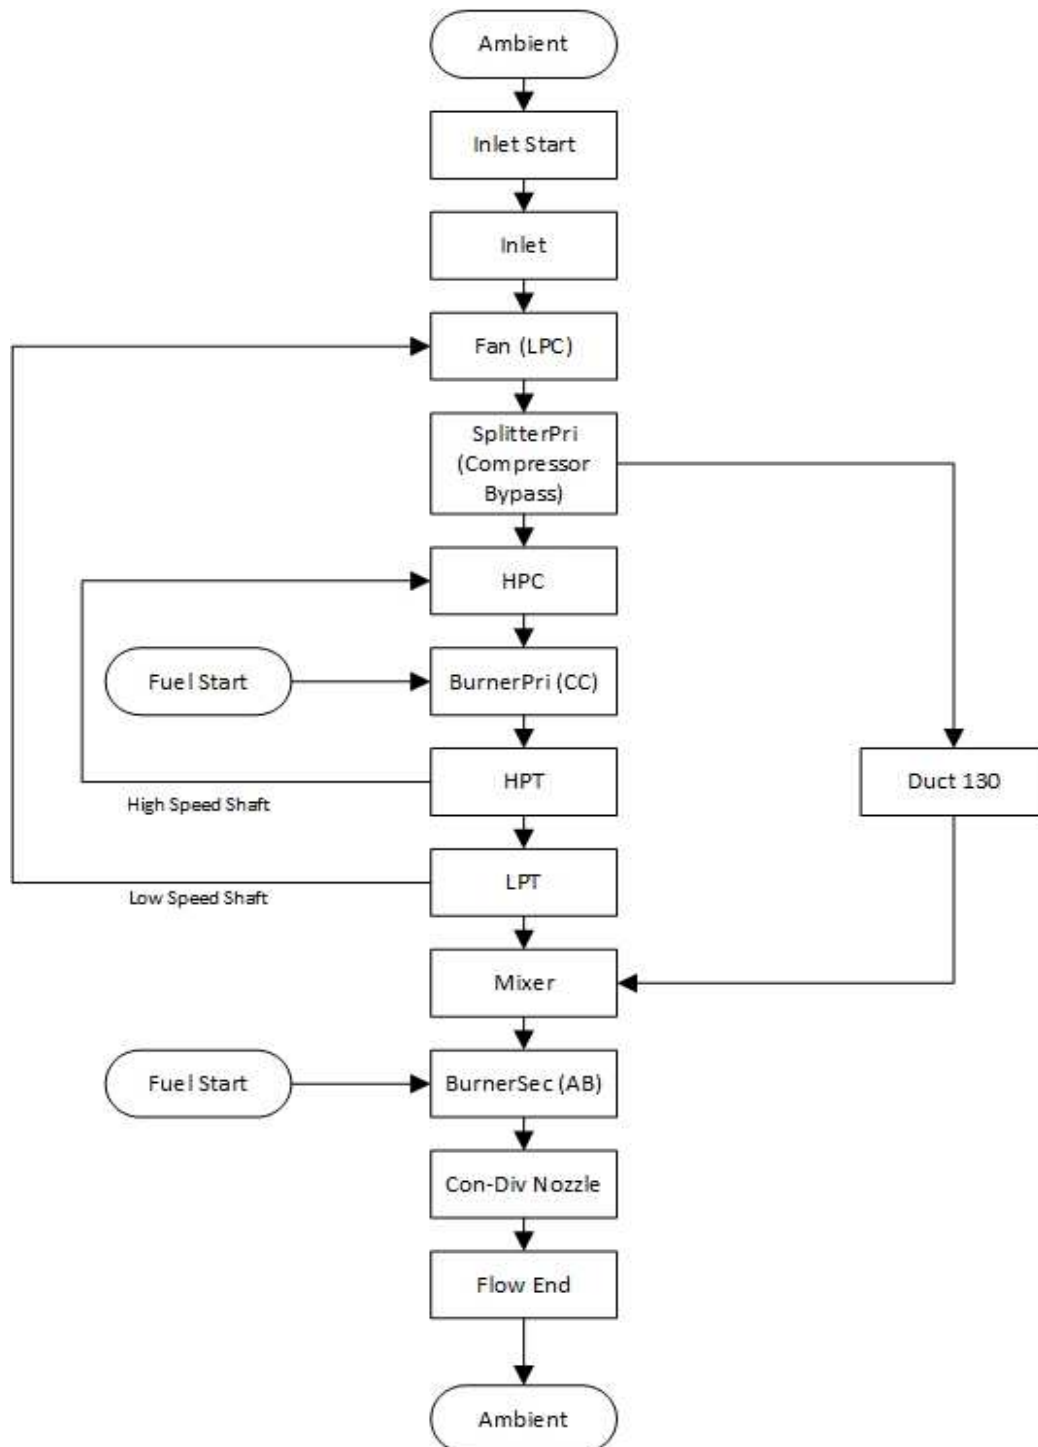 Ambient
Inlet Start
Inlet
Fan (LPC)
SplitterPri
(Compressor
Bypass)
HPC
Fuel Start
BurnerPri (CC)
HPT
Duct 130
High Speed Shaft
LPT
Low Speed Shaft
Mixer
Fuel Start
BurnerSec (AB)
Con-Div Nozzle
Flow End
Ambient